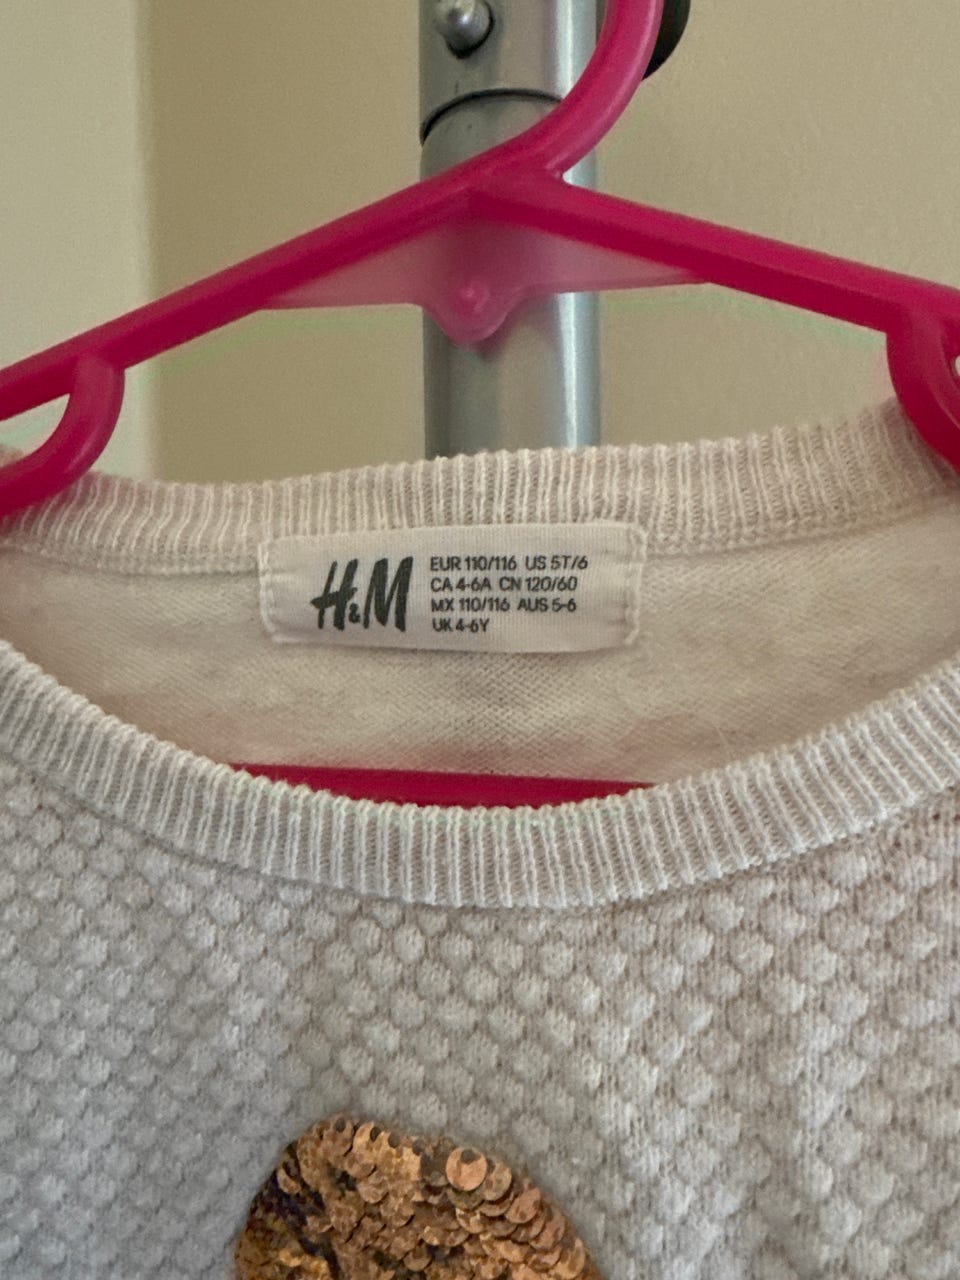 H&M
EUR 110/116 US 5T/6
CA 4-6A CN 120/60
MX 110/116 AUS 5-6
UK 4-6Y